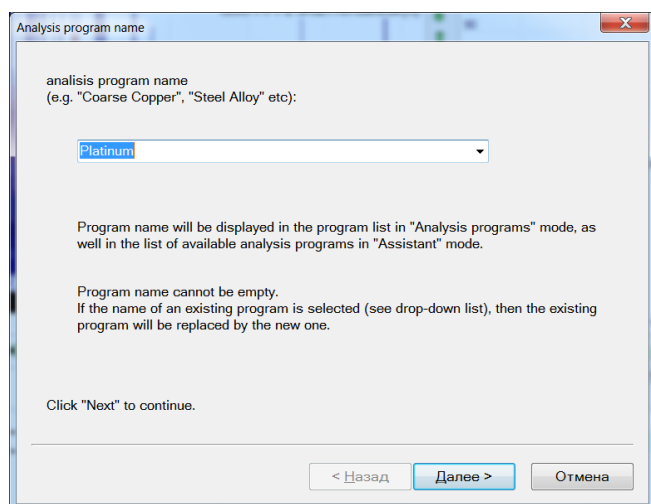 Analysis program name
analisis program name
(e.g. "Coarse Copper", "Steel Alloy" etc):
Platinum
Program name will be displayed in the program list in "Analysis programs" mode, as
well in the list of available analysis programs in "Assistant" mode.
Program name cannot be empty.
If the name of an existing program is selected (see drop-down list), then the existing
program will be replaced by the new one.
Click "Next" to continue.
< Назад Далее > Отмена